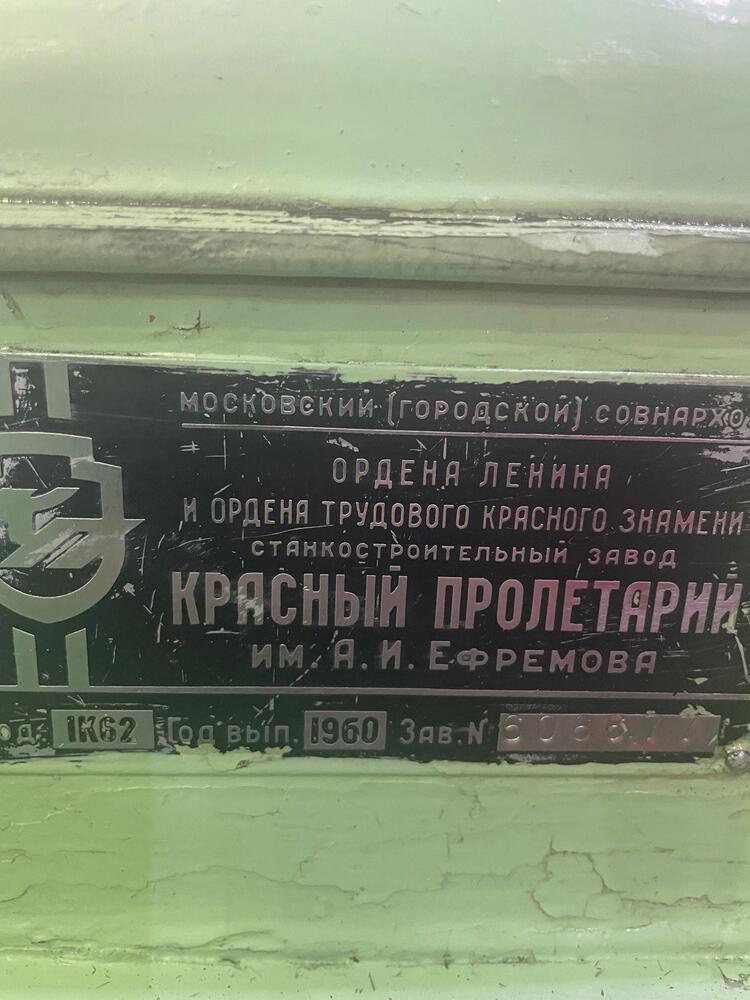 МОСКОВСКИЙ (ГОРОДСКОЙ) СОВНАРХО
ОРДЕНА ЛЕНИНА
И ОРДЕНА ТРУДОВОГО КРАСНОГО ЗНАМЕНИ
СТАНКОСТРОИТЕЛЬНЫЙ ЗАВОД
КРАСНЫЙ ПРОЛЕТАРИЙ
ИМ. А. И. ЕФРЕМОВА
од. 1К62 Год вып. 1960 Зав. N